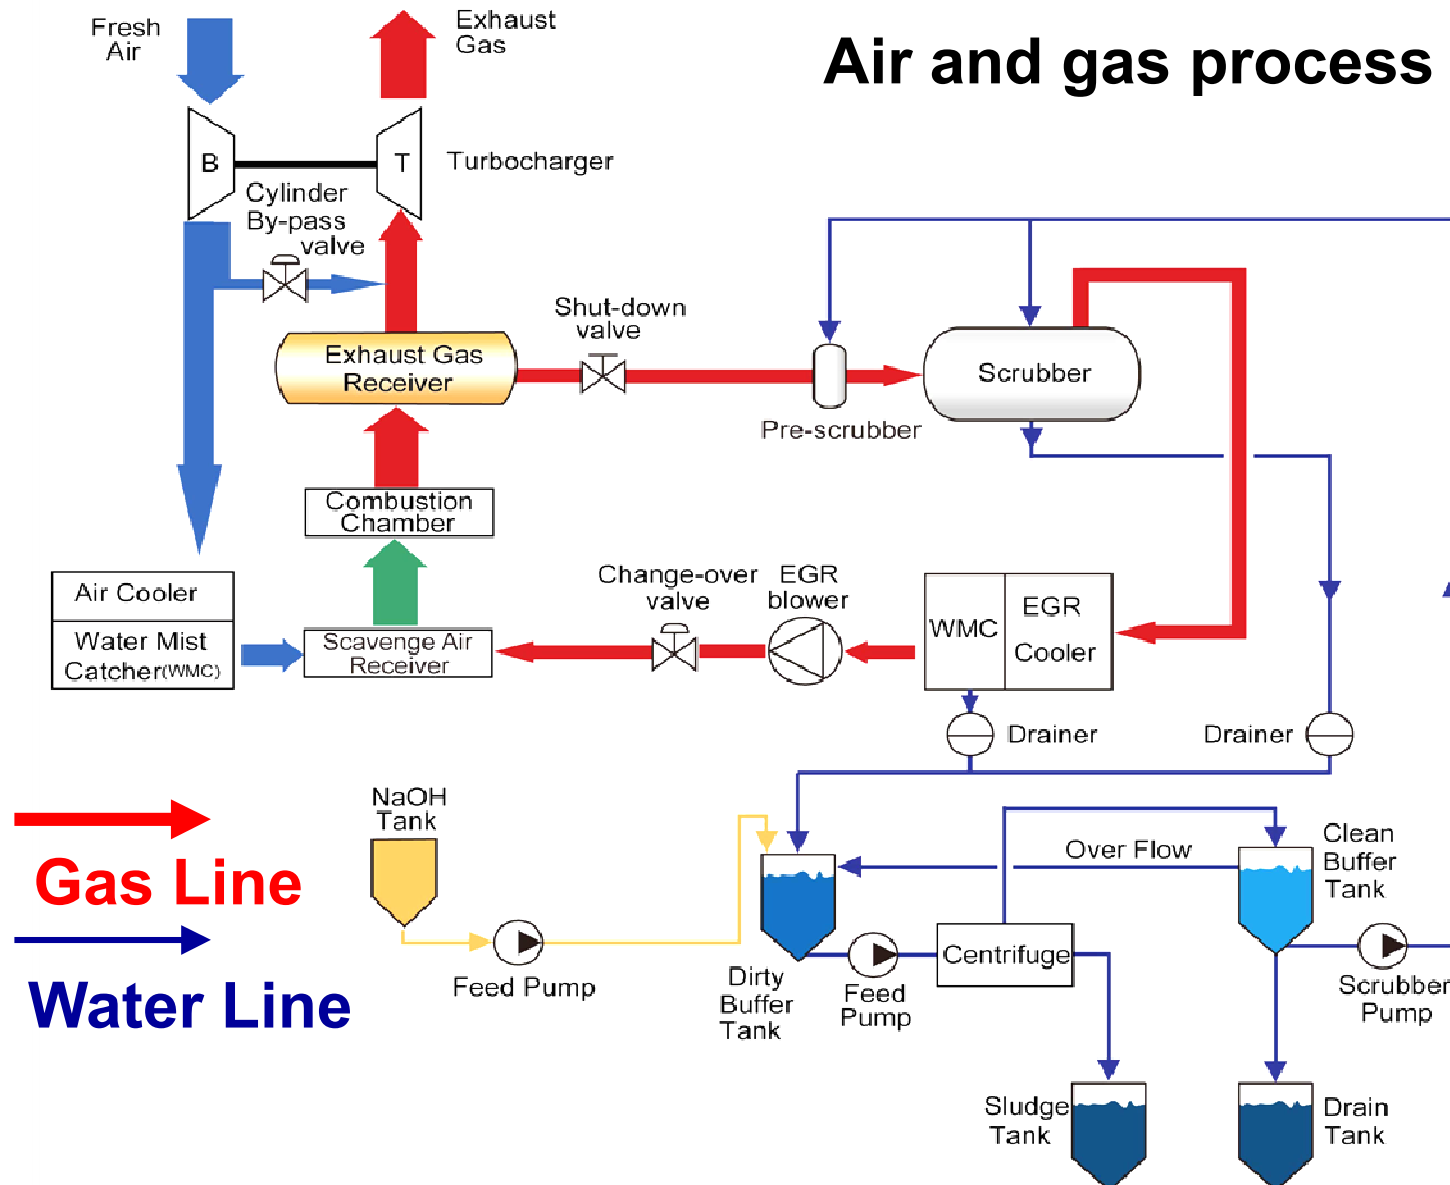 Fresh
Air
Exhaust
Gas
Air and gas process
B
T
Turbocharger
Cylinder
By-pass
valve
Shut-down
valve
Exhaust Gas
Receiver
Scrubber
Pre-scrubber
Combustion
Chamber
Air Cooler
Water Mist
Catcher(WMC)
Scavenge Air
Receiver
Change-over
valve
EGR
blower
WMC
EGR
Cooler
Drainer
Drainer
NaOH
Tank
Gas Line
Water Line
Feed Pump
Over Flow
Clean
Buffer
Tank
Dirty
Buffer
Tank
Feed
Pump
Centrifuge
Scrubber
Pump
Sludge
Tank
Drain
Tank